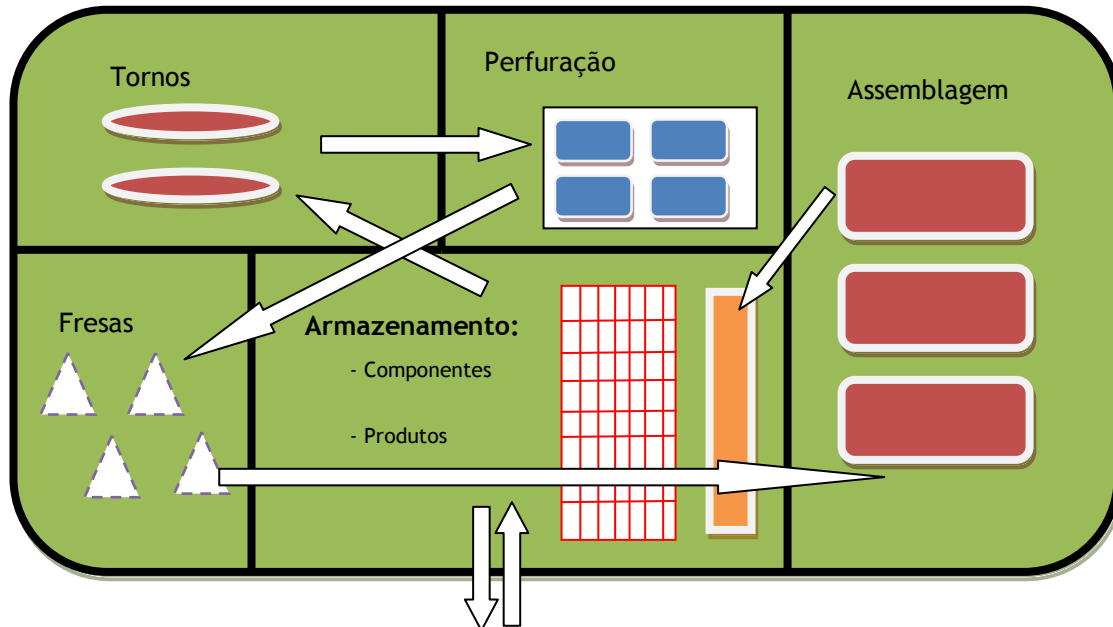 Tornos
Perfuração
Assemblagem
Fresas
Armazenamento:
- Componentes
- Produtos